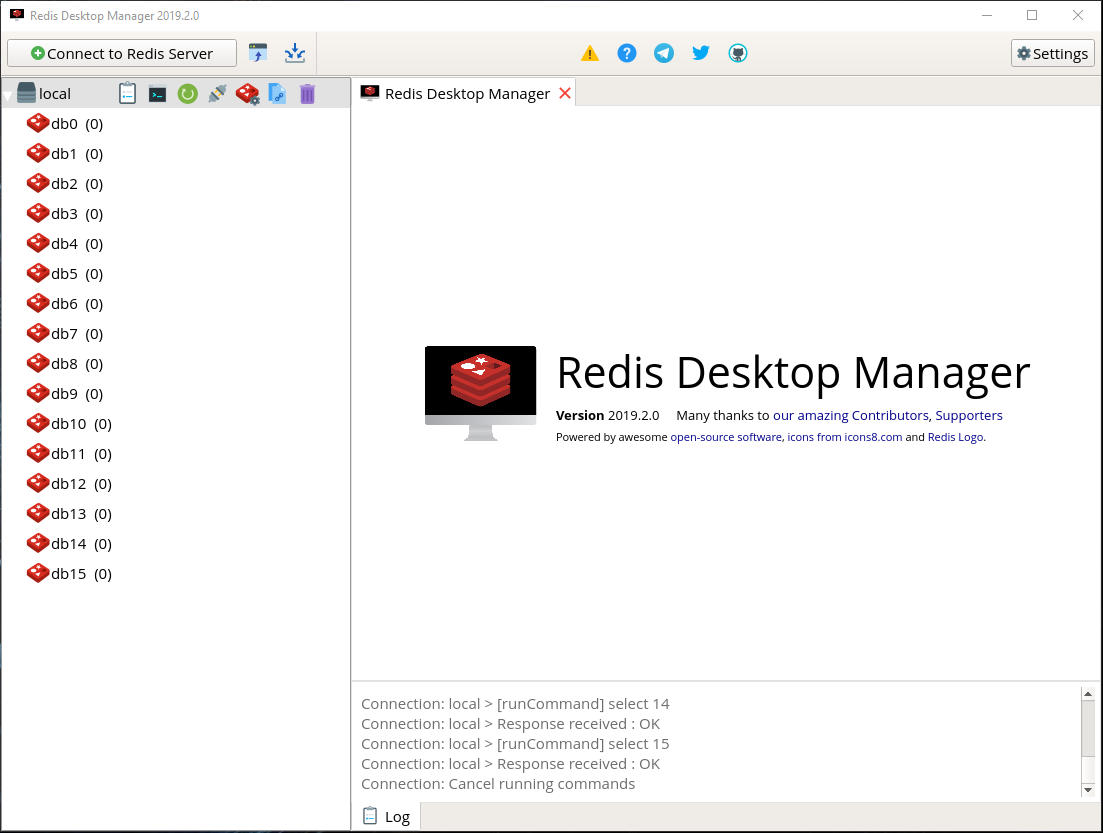 Redis Desktop Manager 2019.2.0
Connect to Redis Server
Settings
local
db0 (0)
db1 (0)
db2 (0)
db3 (0)
db4 (0)
db5 (0)
db6 (0)
db7 (0)
db8 (0)
db9 (0)
db10 (0)
db11 (0)
db12 (0)
db13 (0)
db14 (0)
db15 (0)
Redis Desktop Manager
Redis Desktop Manager
Version 2019.2.0 Many thanks to our amazing Contributors, Supporters
Powered by awesome open-source software, icons from icons8.com and Redis Logo.
Connection: local > [runCommand] select 14
Connection: local > Response received : OK
Connection: local > [runCommand] select 15
Connection: local > Response received : OK
Connection: Cancel running commands
Log